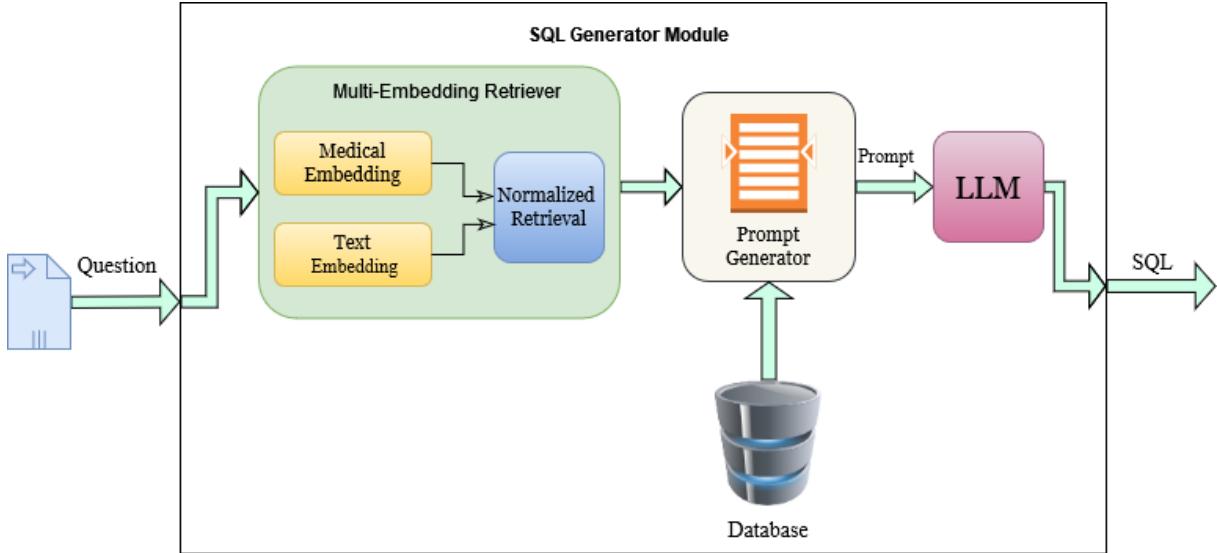 SQL Generator Module
Multi-Embedding Retriever
Medical
Embedding
Text
Embedding
Normalized
Retrieval
Prompt
Generator
Prompt
LLM
Question
SQL
Database